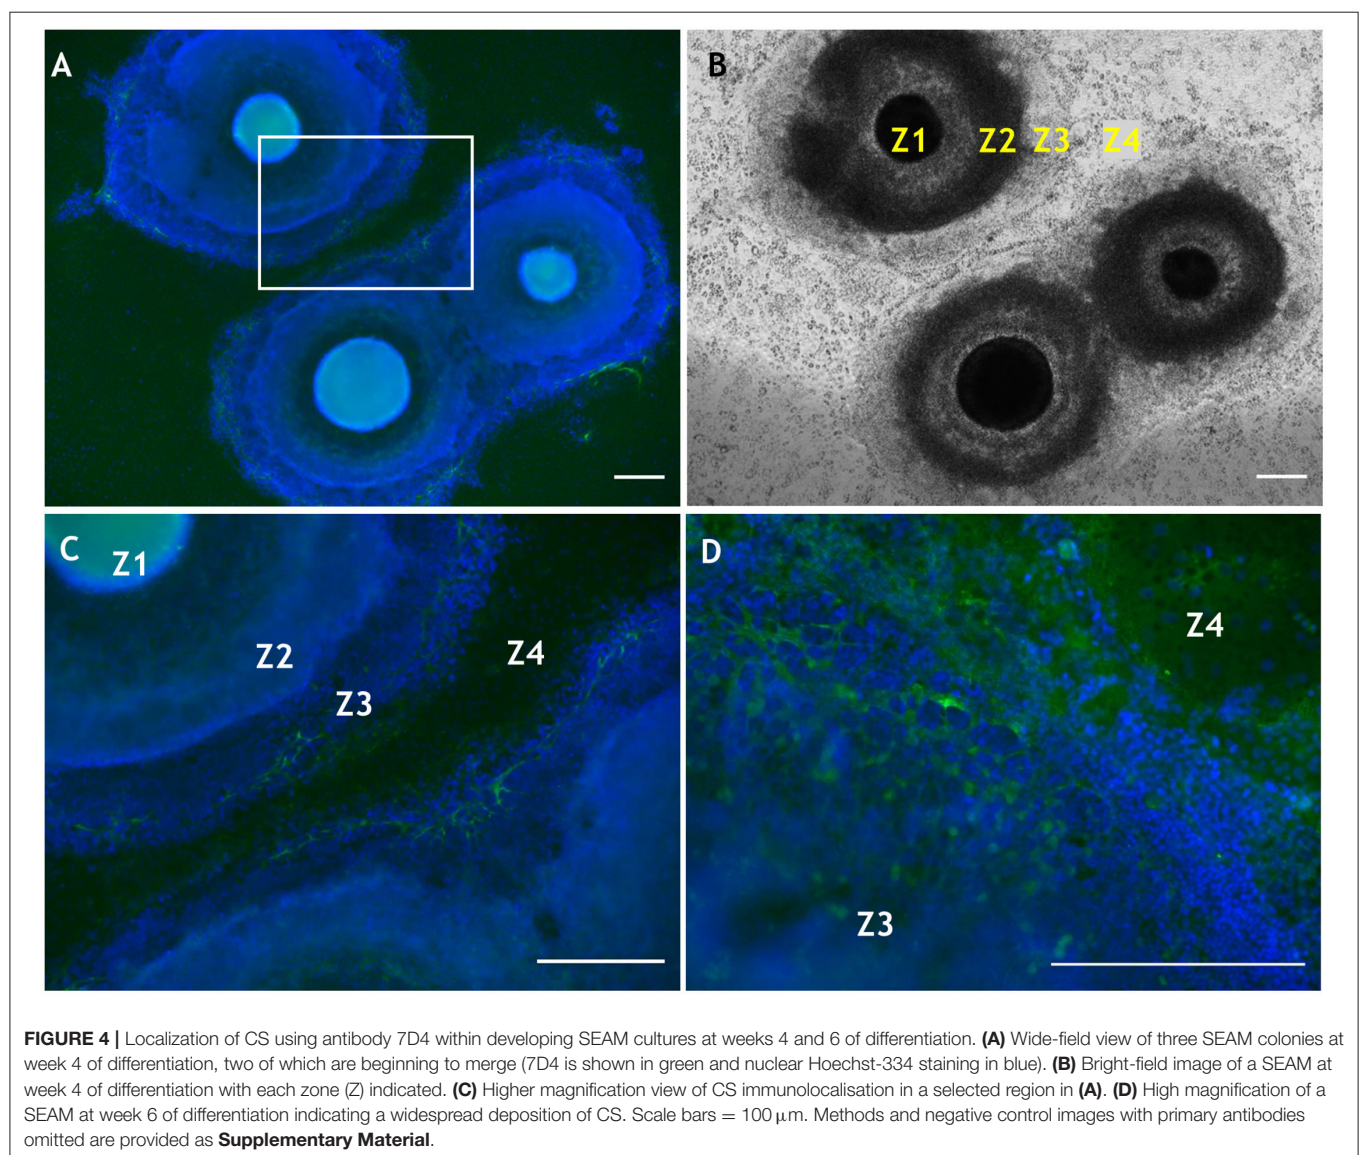 A
B
Z1 Z2 Z3 Z4
C
Z1
Z2
Z3
Z4
D
Z4
Z3
FIGURE 4 | Localization of CS using antibody 7D4 within developing SEAM cultures at weeks 4 and 6 of differentiation. (A) Wide-field view of three SEAM colonies at
week 4 of differentiation, two of which are beginning to merge (7D4 is shown in green and nuclear Hoechst-334 staining in blue). (B) Bright-field image of a SEAM at
week 4 of differentiation with each zone (Z) indicated. (C) Higher magnification view of CS immunolocalisation in a selected region in (A). (D) High magnification of a
SEAM at week 6 of differentiation indicating a widespread deposition of CS. Scale bars = 100 μm. Methods and negative control images with primary antibodies
omitted are provided as Supplementary Material.